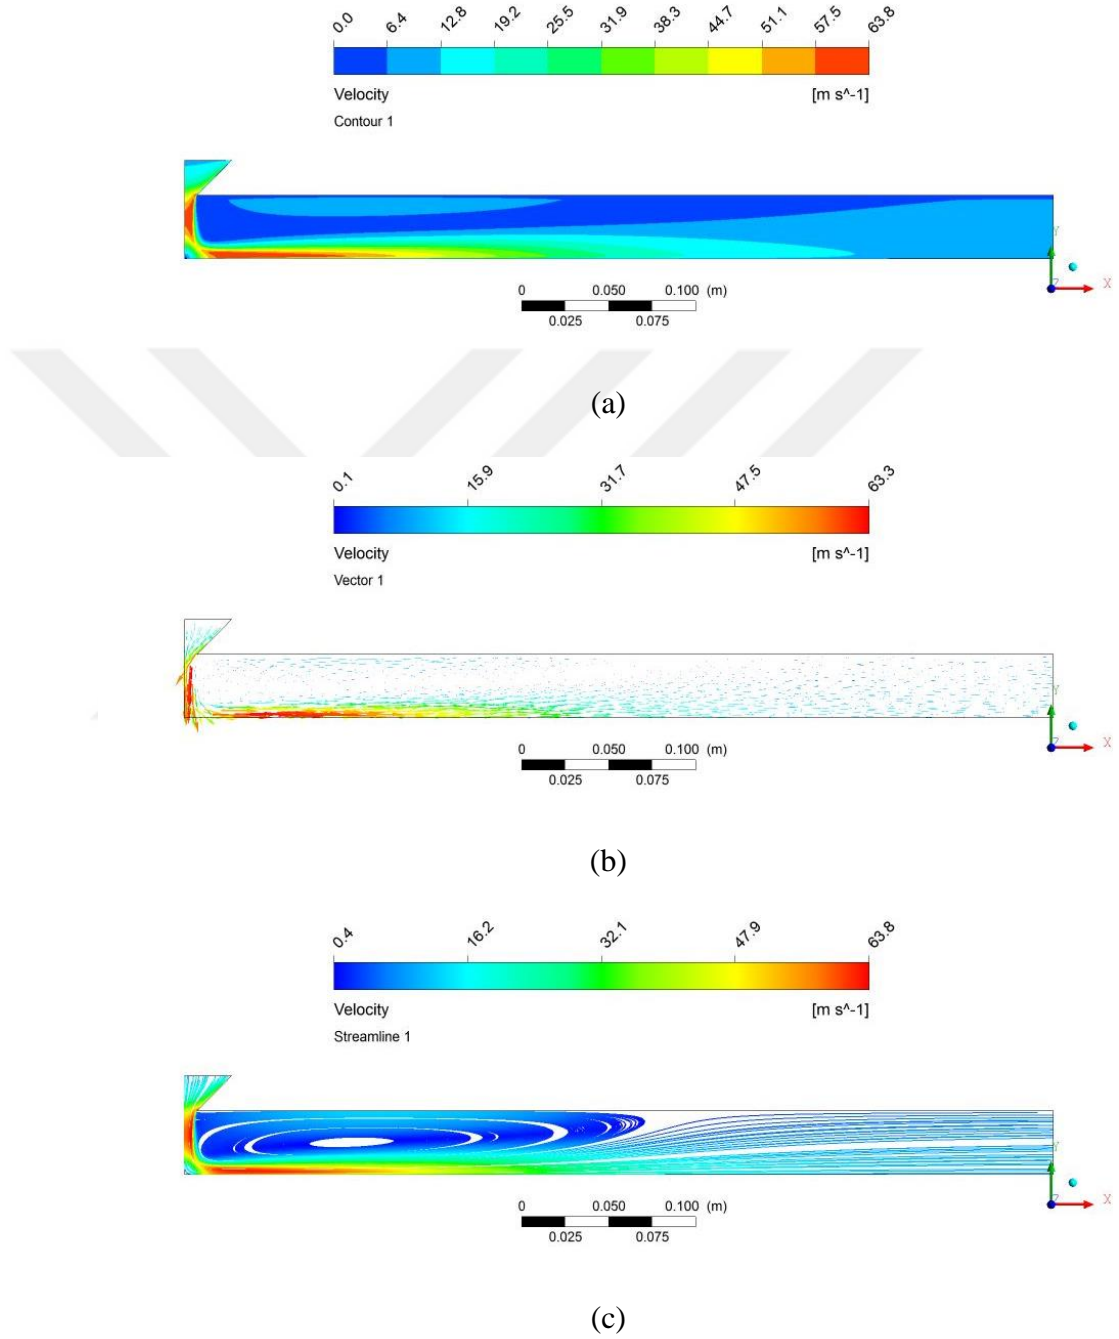 0.0 6.4 12.8 19.2 25.5 31.9 38.3 44.7 51.1 57.5 63.8
Velocity [m s^-1]
Contour 1
Y
Z X
0 0.050 0.100 (m)
0.025 0.075
(a)
0.1 15.9 31.7 47.5 63.3
Velocity [m s^-1]
Vector 1
Y
Z X
0 0.050 0.100 (m)
0.025 0.075
(b)
0.4 16.2 32.1 47.9 63.8
Velocity [m s^-1]
Streamline 1
Y
Z X
0 0.050 0.100 (m)
0.025 0.075
(c)